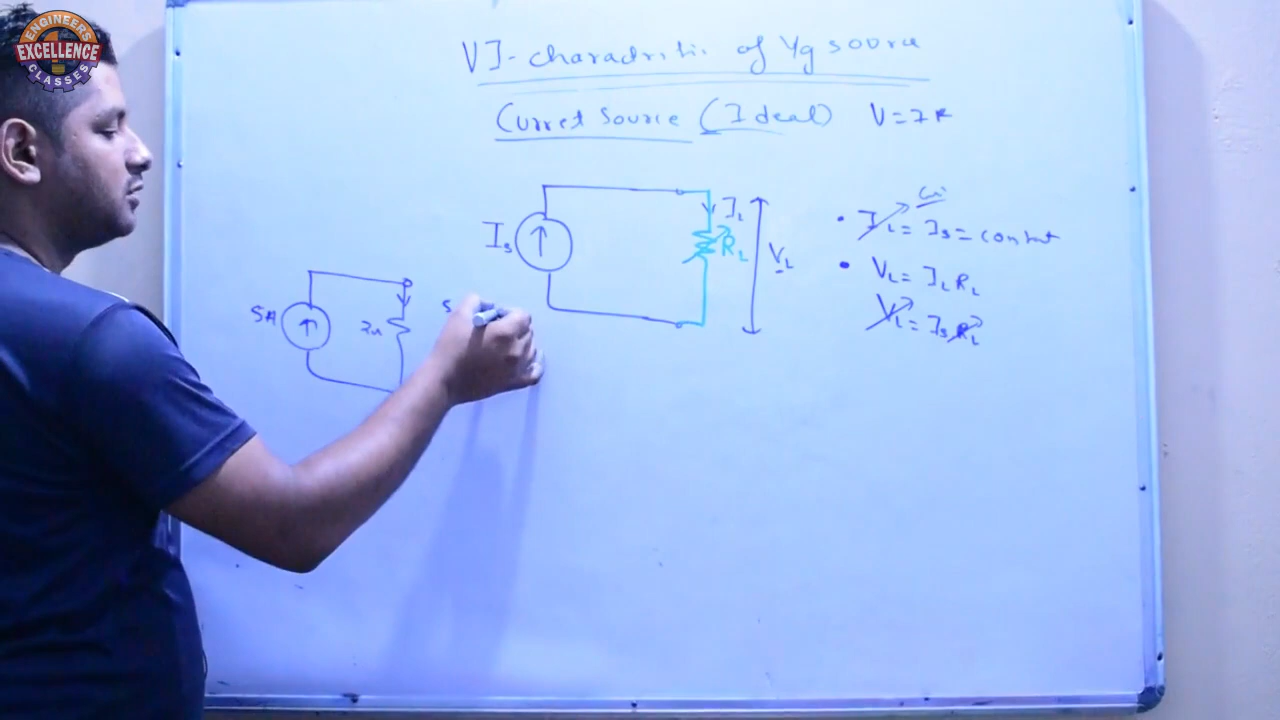 ENGINEERS
EXCELLENCE
CLASSES
VI-
of Vg source
Current Source (Ideal) V=IR
Is
IL
RL
VL
• IL = Is = constant
• VL = IL RL
VL = Is RL
5A
2Ω
5